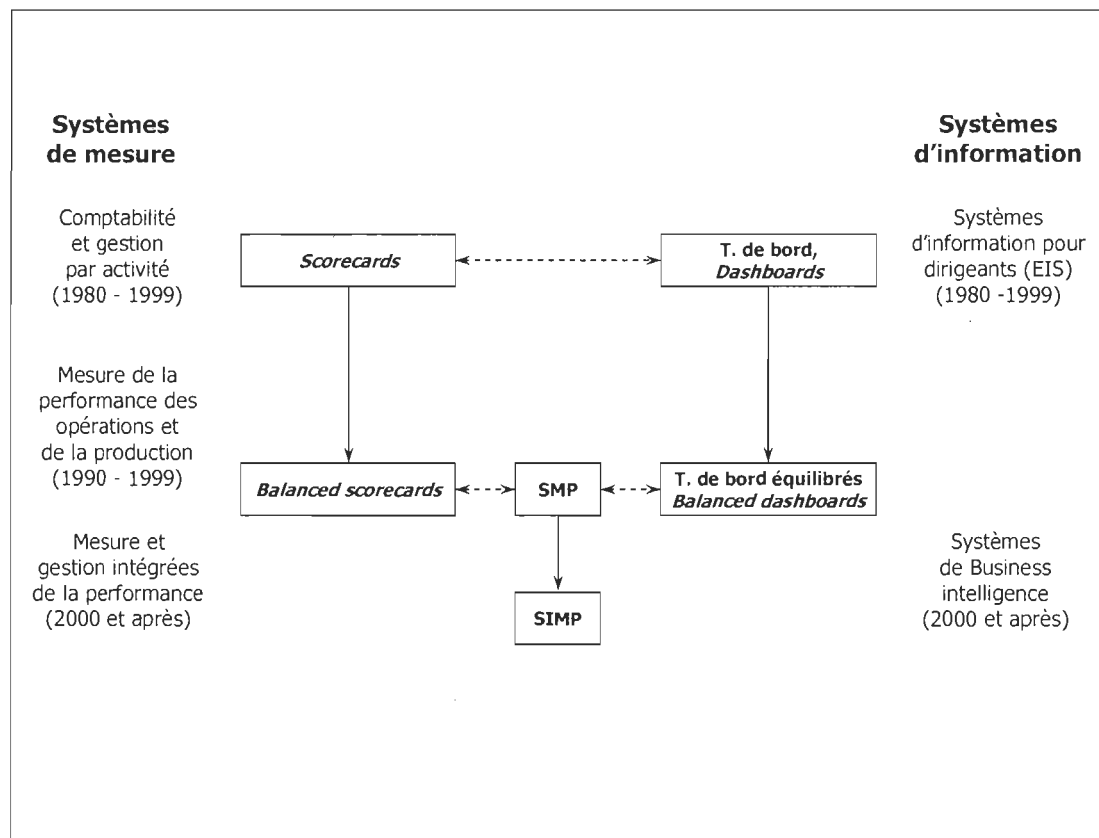 Systèmes
de mesure
Systèmes
d'information
Comptabilité
et gestion
par activité
(1980 - 1999)
Scorecards
T. de bord,
Dashboards
Systèmes
d'information pour
dirigeants (EIS)
(1980 -1999)
Mesure de la
performance des
opérations et
de la production
(1990 - 1999)
Balanced scorecards
SMP
T. de bord équilibrés
Balanced dashboards
Mesure et
gestion intégrées
de la performance
(2000 et après)
SIMP
Systèmes
de Business
intelligence
(2000 et après)